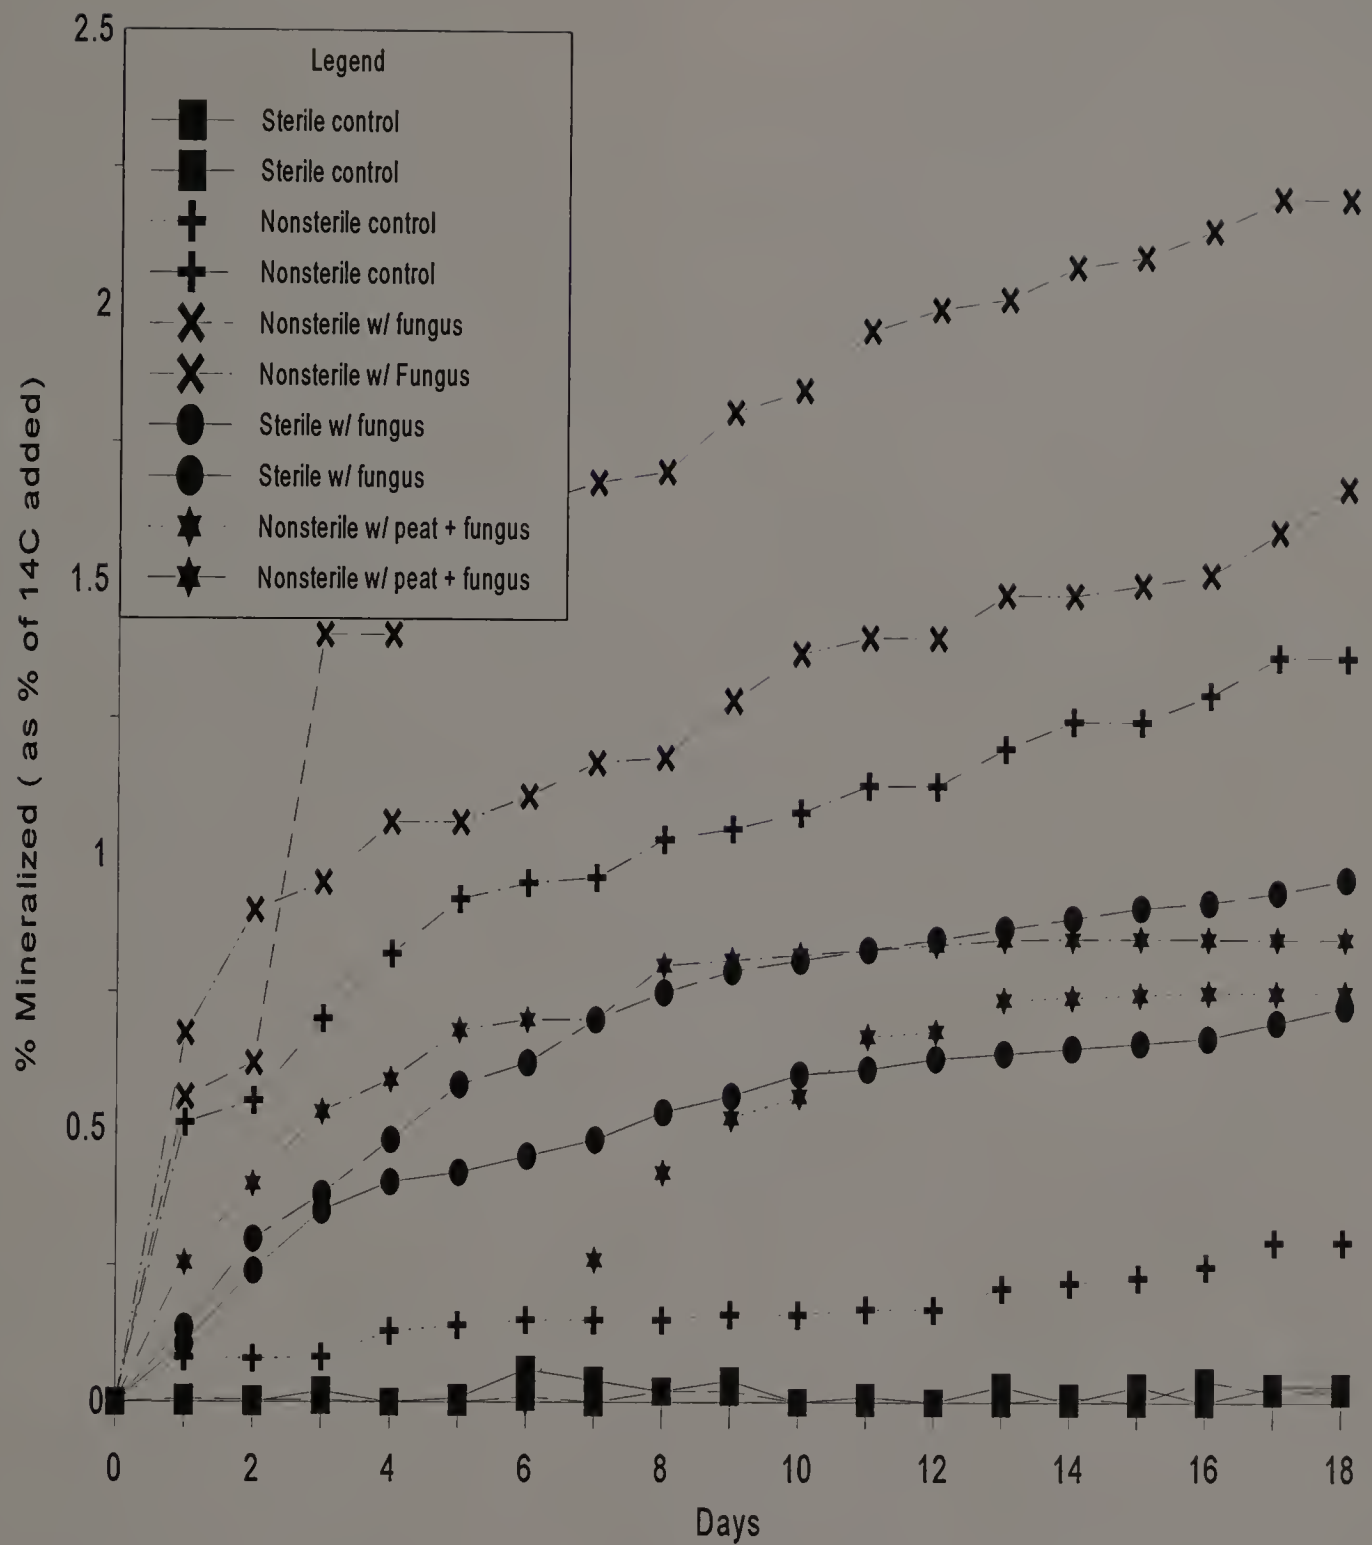 2.5
Legend
Sterile control
Sterile control
Nonsterile control
Nonsterile control
Nonsterile w/ fungus
Nonsterile w/ Fungus
Sterile w/ fungus
Sterile w/ fungus
Nonsterile w/ peat + fungus
Nonsterile w/ peat + fungus
2
1.5
1
0.5
0
% Mineralized ( as % of 14C added)
0 2 4 6 8 10 12 14 16 18
Days